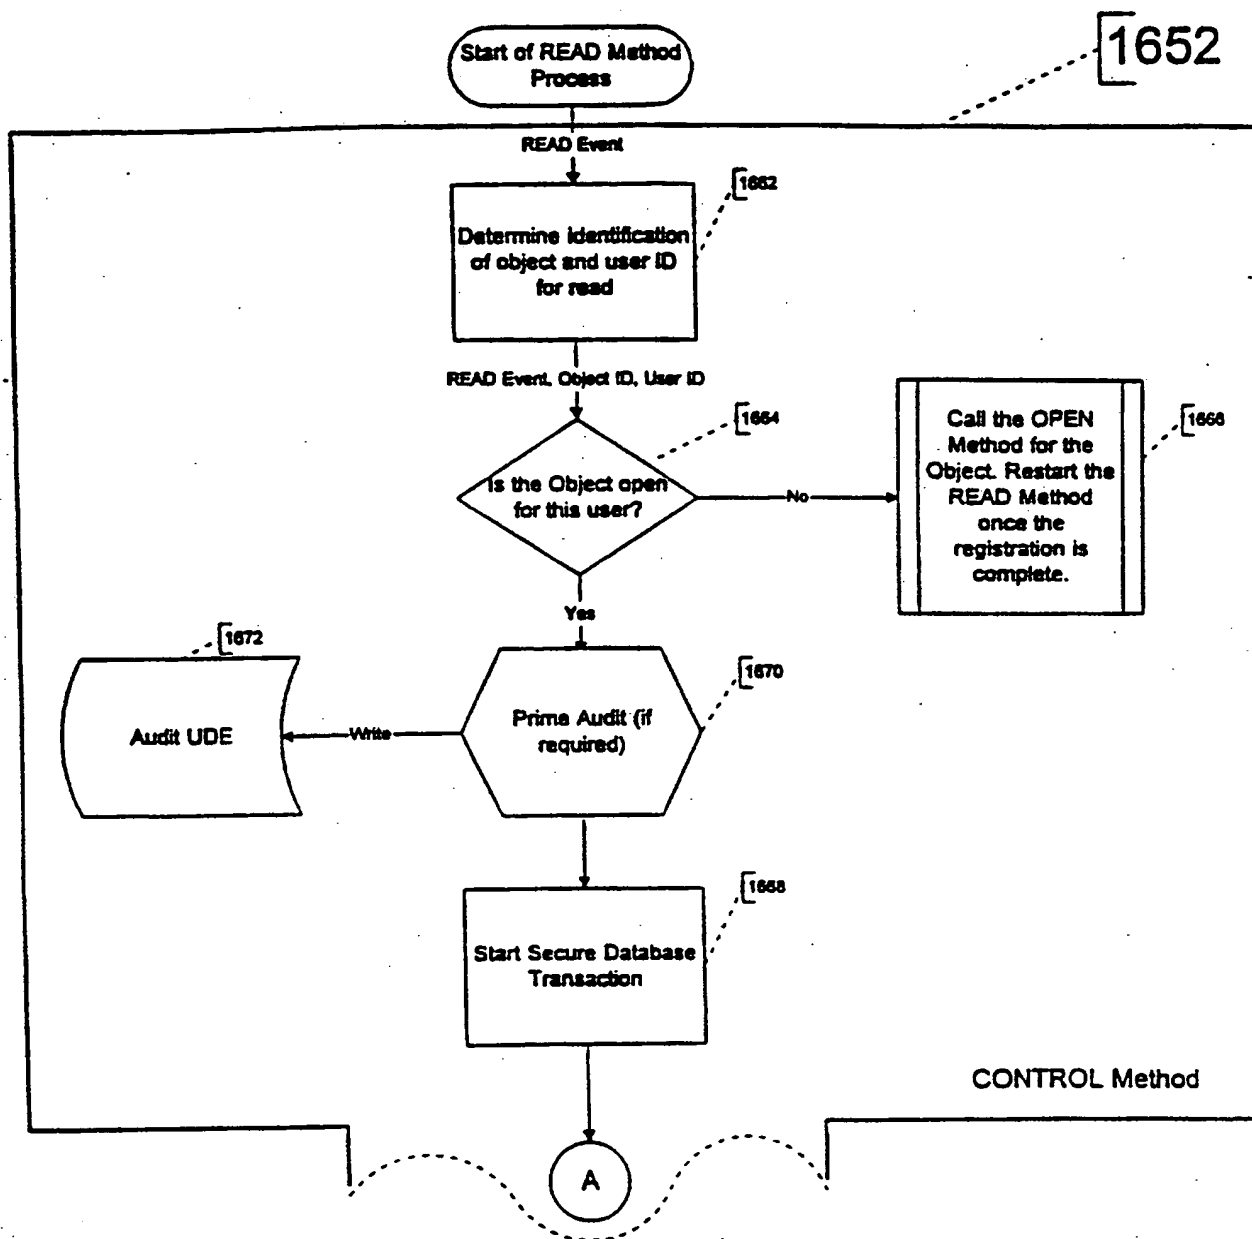 1652
Start of READ Method
Process
READ Event
1662
Determine identification
of object and user ID
for read
READ Event, Object ID, User ID
1664
Is the Object open
for this user?
No
Call the OPEN
Method for the
Object. Restart the
READ Method
once the
registration is
complete.
1666
Yes
1672
Audit UDE
Write
Prime Audit (if
required)
1670
1668
Start Secure Database
Transaction
CONTROL Method
A